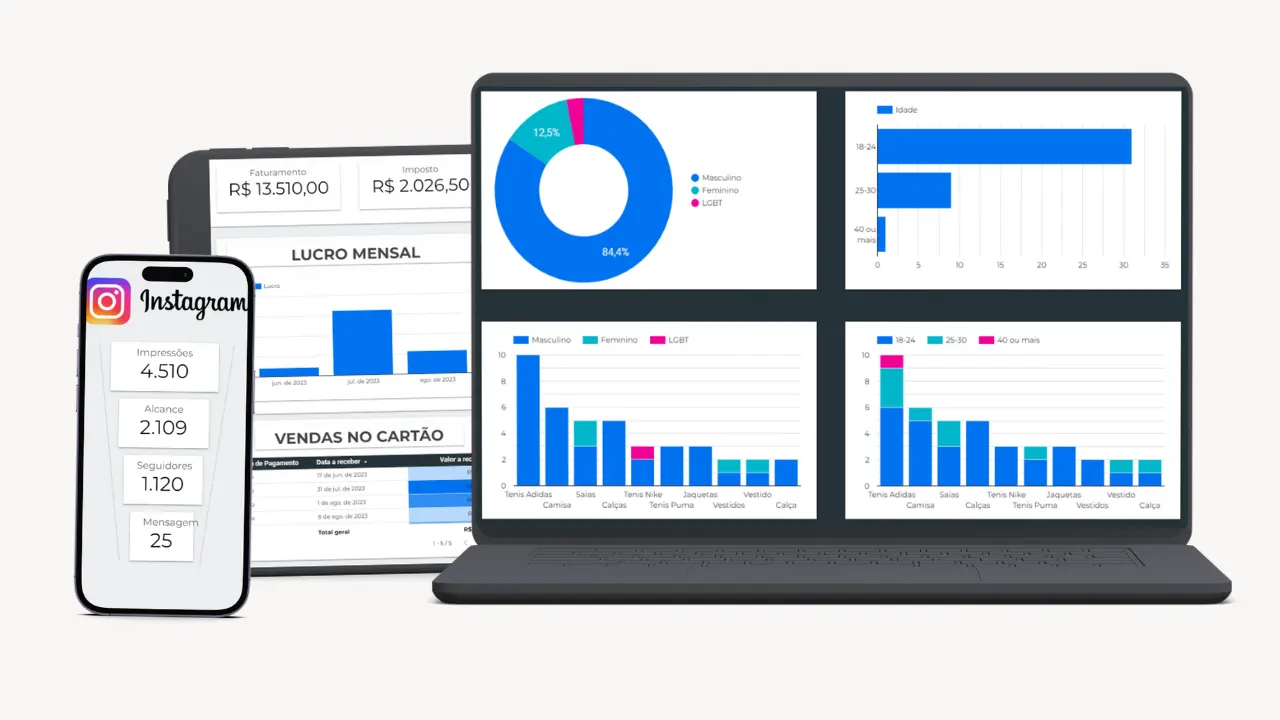 Instagram
Impressões
4.510
Alcance
2.109
Seguidores
1.120
Mensagem
25
Faturamento
R$ 13.510,00
Imposto
R$ 2.026,50
LUCRO MENSAL
Lucro
jun. de 2023
jul. de 2023
ago. de 2023
VENDAS NO CARTÃO
de Pagamento Data a receber Valor a rec
17 de jun. de 2023
31 de jul. de 2023
1 de ago. de 2023
8 de ago. de 2023
Total geral R$
1 - 5 / 5 <
12,5%
84,4%
Masculino
Feminino
LGBT
Idade
18-24
25-30
40 ou
mais
0 5 10 15 20 25 30 35
Masculino Feminino LGBT
10
8
6
4
2
0
Tenis Adidas Saias Tenis Nike Jaquetas Vestido
Camisa Calças Tenis Puma Vestidos Calça
18-24 25-30 40 ou mais
10
8
6
4
2
0
Tenis Adidas Saias Tenis Nike Jaquetas Vestido
Camisa Calças Tenis Puma Vestidos Calça